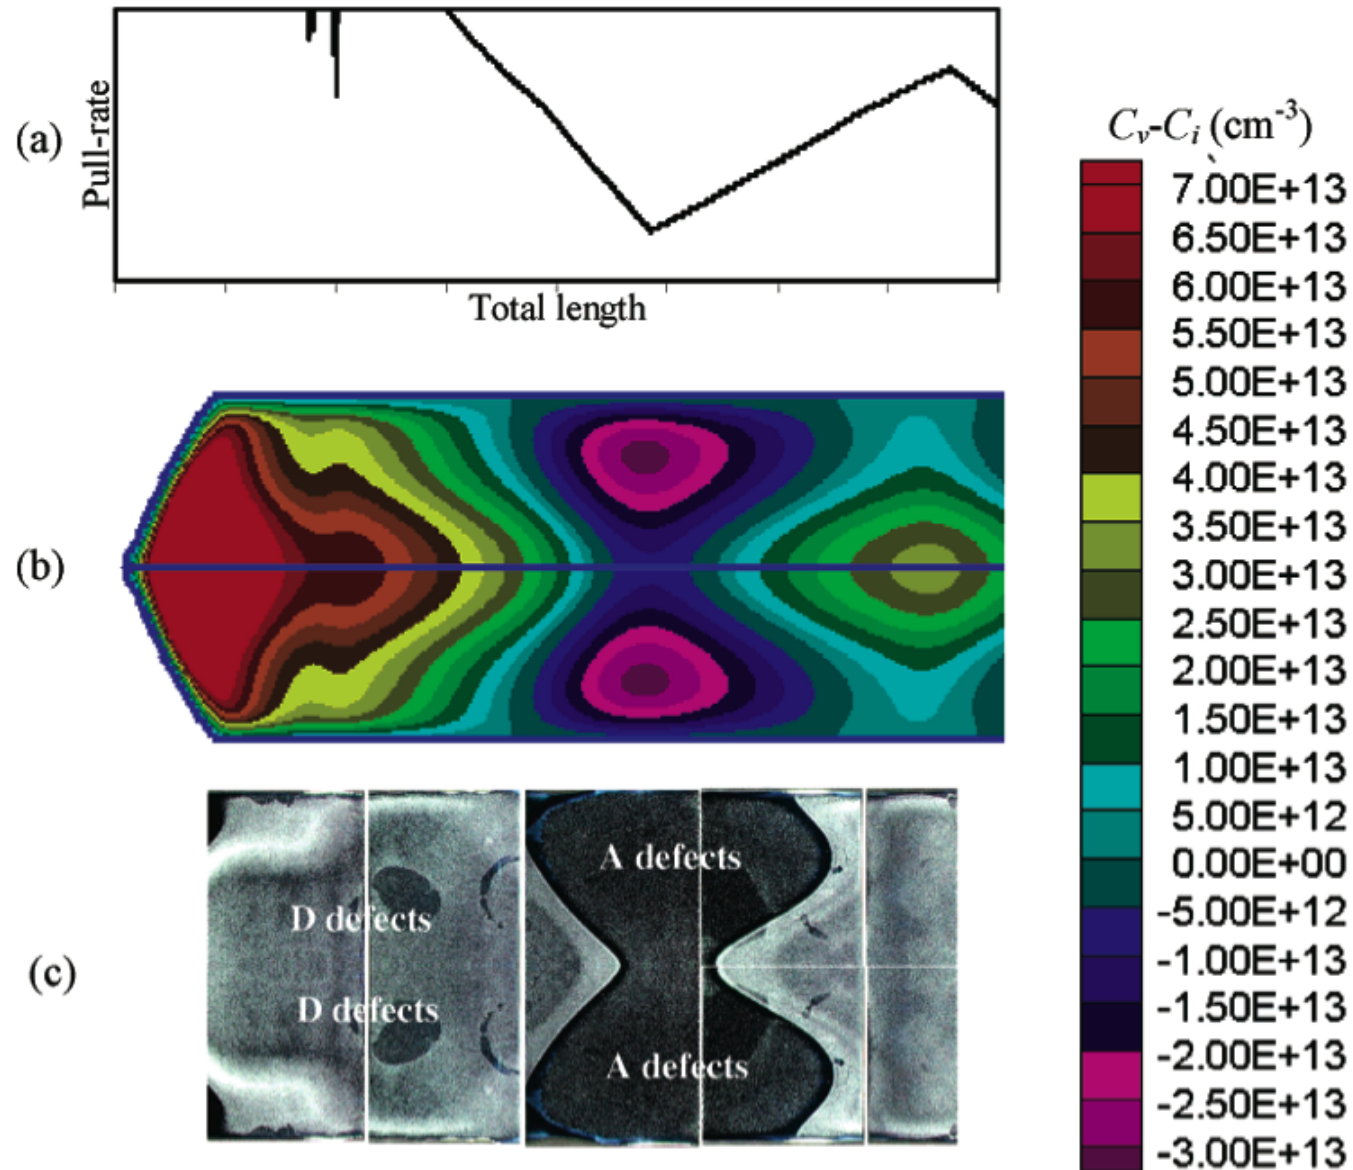 (a)
Pull-rate
Total length
(b)
(c)
D defects
D defects
A defects
A defects
Cv-Ci (cm-3)
7.00E+13
6.50E+13
6.00E+13
5.50E+13
5.00E+13
4.50E+13
4.00E+13
3.50E+13
3.00E+13
2.50E+13
2.00E+13
1.50E+13
1.00E+13
5.00E+12
0.00E+00
-5.00E+12
-1.00E+13
-1.50E+13
-2.00E+13
-2.50E+13
-3.00E+13